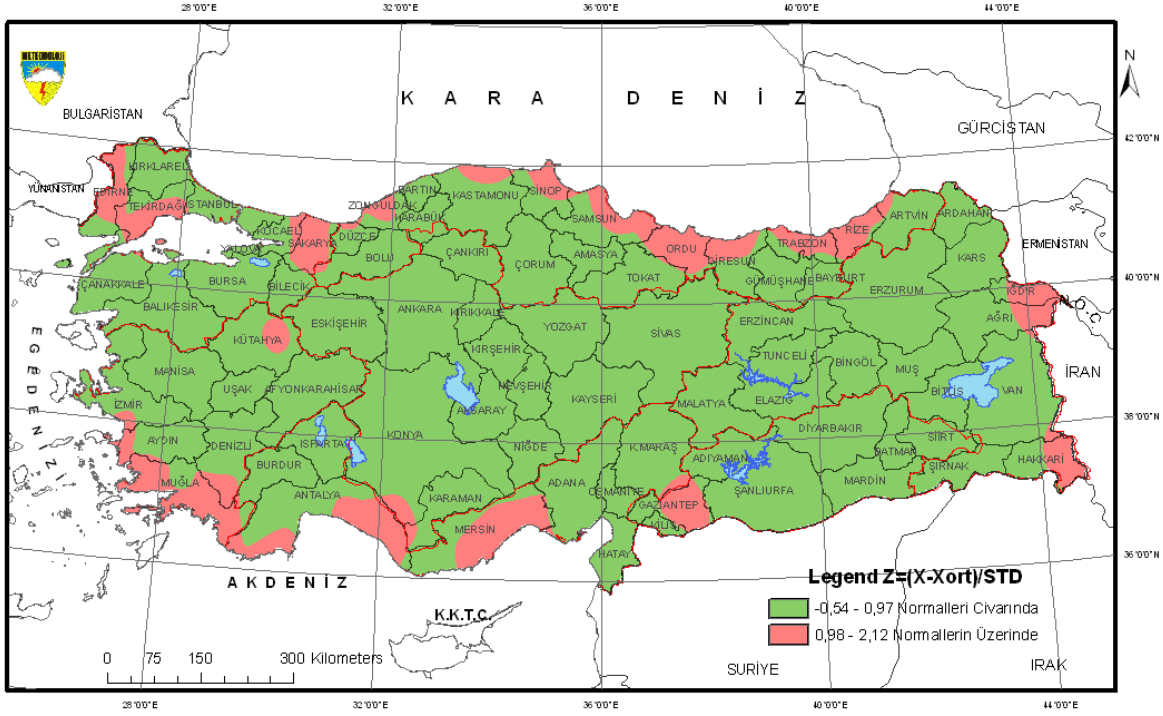 28°0'0"E 32°0'0"E 36°0'0"E 40°0'0"E 44°0'0"E
METEOROLOJI
N
KARA DENİZ
BULGARİSTAN
GÜRCİSTAN
42°0'0"N
YUNANİSTAN
KIRKLARELİ
EDİRNE
TEKİRDAĞ
İSTANBUL
BARTIN
KASTAMONU
SİNOP
ZONGULDAK
KARABÜK
SAMSUN
ARTVİN
ARDAHAN
RİZE
KOCAELİ
SAKARYA
DÜZCE
YALOVA
BOLU
ÇANKIRI
ÇORUM
AMASYA
ORDU
GİRESUN
TRABZON
ERMENİSTAN
KARS
TOKAT
GÜMÜŞHANE
BAYBURT
ERZURUM
40°0'0"N
ÇANAKKALE
BURSA
BİLECİK
IĞDIR
N.O.C.
BALIKESİR
ANKARA
KIRIKKALE
ESKİŞEHİR
YOZGAT
SİVAS
ERZİNCAN
AĞRI
KÜTAHYA
EGE DENİZİ
KIRŞEHİR
TUNCELİ
BİNGÖL
MUŞ
MANİSA
UŞAK
AFYONKARAHİSAR
NEVŞEHİR
KAYSERİ
MALATYA
ELAZIĞ
BİTLİS
VAN
İRAN
İZMİR
AKSARAY
38°0'0"N
AYDIN
DENİZLİ
ISPARTA
KONYA
NİĞDE
K.MARAŞ
ADIYAMAN
DİYARBAKIR
SİİRT
BATMAN
ŞIRNAK
HAKKARİ
BURDUR
MUĞLA
ANTALYA
KARAMAN
ADANA
OSMANİYE
GAZİANTEP
ŞANLIURFA
MARDİN
MERSİN
KİLİS
HATAY
36°0'0"N
AKDENİZ
Legend Z=(X-Xort)/STD
-0,54 - 0,97 Normalleri Civarında
0,98 - 2,12 Normallerin Üzerinde
K.K.T.C.
0 75 150 300 Kilometers
SURİYE
IRAK
28°0'0"E 32°0'0"E 36°0'0"E 40°0'0"E 44°0'0"E